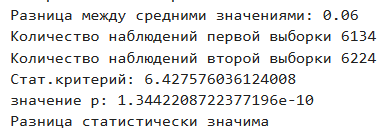 Разница между средними значениями: 0.06
Количество наблюдений первой выборки 6134
Количество наблюдений второй выборки 6224
Стат.критерий: 6.427576036124008
значение p: 1.3442208722377196e-10
Разница статистически значима